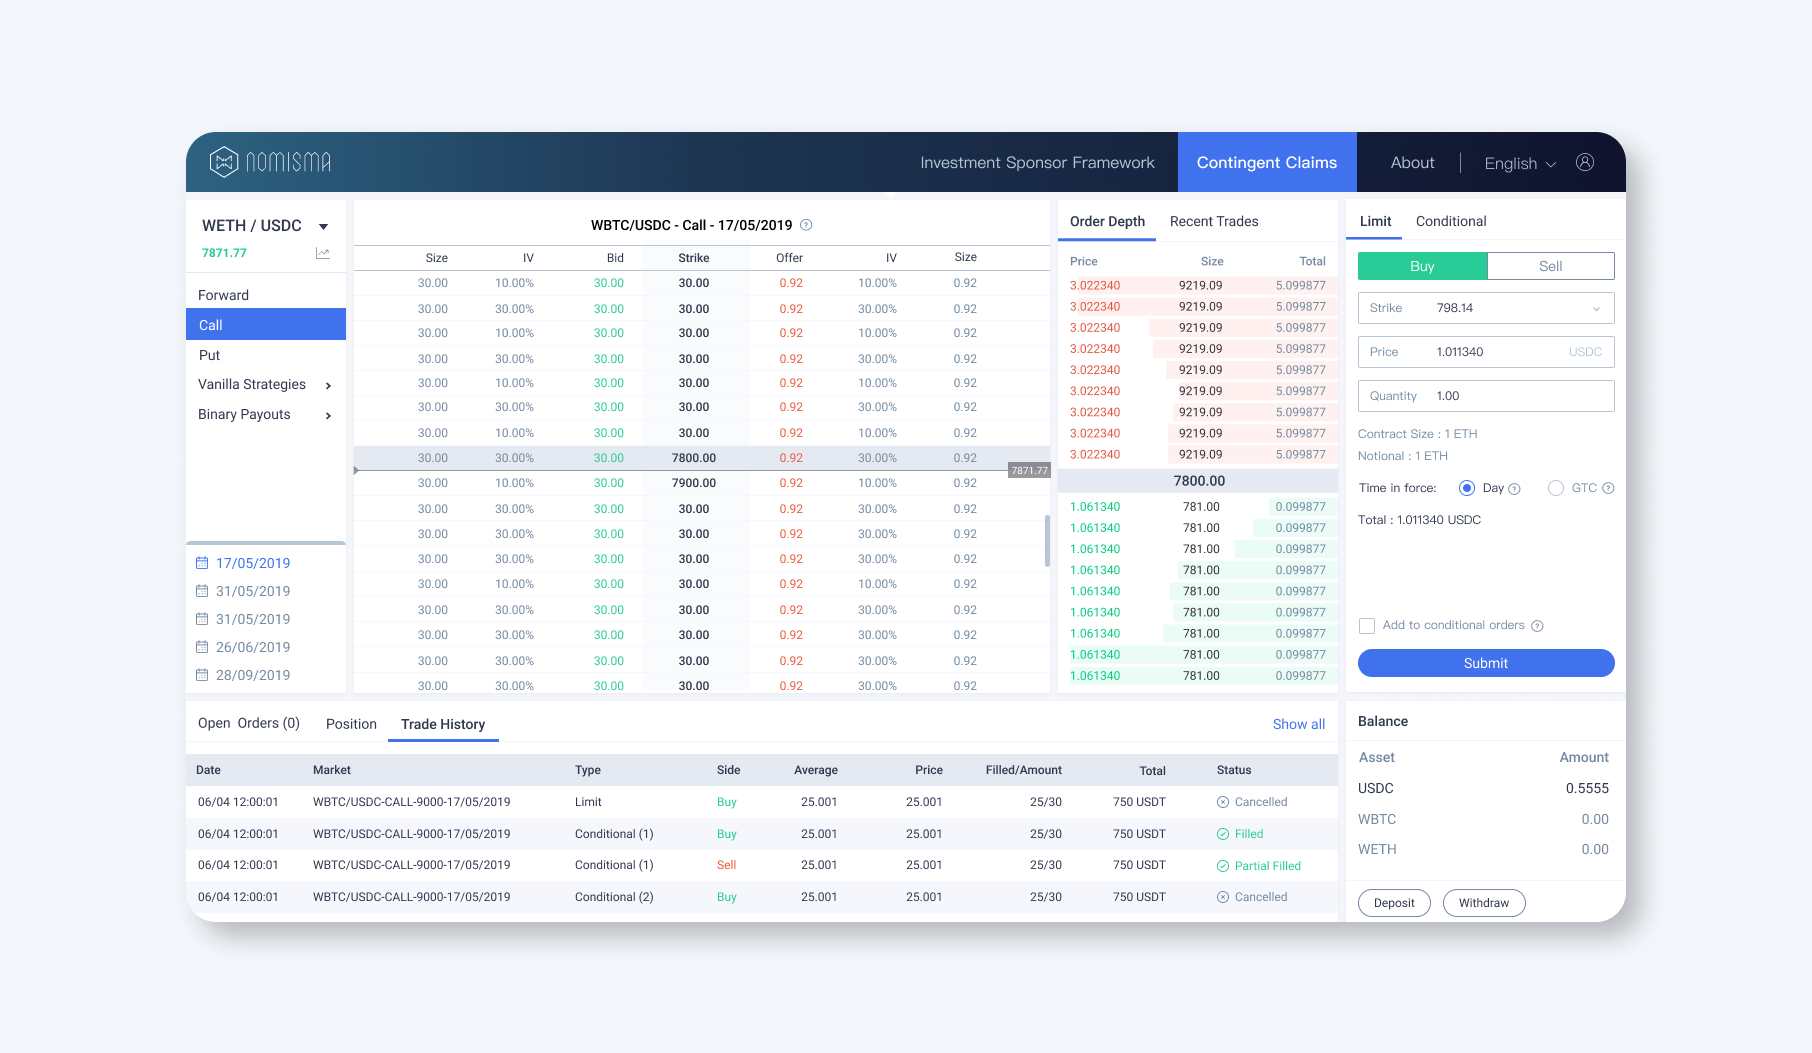 NOMISMA
Investment Sponsor Framework Contingent Claims About English
WETH / USDC
7871.77
Forward
Call
Put
Vanilla Strategies
Binary Payouts
17/05/2019
31/05/2019
31/05/2019
26/06/2019
28/09/2019
WBTC/USDC - Call - 17/05/2019
Size IV Bid Strike Offer IV Size
30.00 10.00% 30.00 30.00 0.92 10.00% 0.92
30.00 30.00% 30.00 30.00 0.92 30.00% 0.92
30.00 10.00% 30.00 30.00 0.92 10.00% 0.92
30.00 30.00% 30.00 30.00 0.92 30.00% 0.92
30.00 10.00% 30.00 30.00 0.92 10.00% 0.92
30.00 30.00% 30.00 30.00 0.92 30.00% 0.92
30.00 10.00% 30.00 30.00 0.92 10.00% 0.92
30.00 30.00% 30.00 7800.00 0.92 30.00% 0.92
7871.77
30.00 10.00% 30.00 7900.00 0.92 10.00% 0.92
30.00 30.00% 30.00 30.00 0.92 30.00% 0.92
30.00 30.00% 30.00 30.00 0.92 30.00% 0.92
30.00 30.00% 30.00 30.00 0.92 30.00% 0.92
30.00 10.00% 30.00 30.00 0.92 10.00% 0.92
30.00 30.00% 30.00 30.00 0.92 30.00% 0.92
30.00 30.00% 30.00 30.00 0.92 30.00% 0.92
30.00 30.00% 30.00 30.00 0.92 30.00% 0.92
30.00 30.00% 30.00 30.00 0.92 30.00% 0.92
Order Depth Recent Trades
Price Size Total
3.022340 9219.09 5.099877
3.022340 9219.09 5.099877
3.022340 9219.09 5.099877
3.022340 9219.09 5.099877
3.022340 9219.09 5.099877
3.022340 9219.09 5.099877
3.022340 9219.09 5.099877
3.022340 9219.09 5.099877
3.022340 9219.09 5.099877
7800.00
1.061340 781.00 0.099877
1.061340 781.00 0.099877
1.061340 781.00 0.099877
1.061340 781.00 0.099877
1.061340 781.00 0.099877
1.061340 781.00 0.099877
1.061340 781.00 0.099877
1.061340 781.00 0.099877
1.061340 781.00 0.099877
Limit Conditional
Buy Sell
Strike 798.14
Price 1.011340 USDC
Quantity 1.00
Contract Size : 1 ETH
Notional : 1 ETH
Time in force: Day GTC
Total : 1.011340 USDC
Add to conditional orders
Submit
Open Orders (0) Position Trade History Show all
Date Market Type Side Average Price Filled/Amount Total Status
06/04 12:00:01 WBTC/USDC-CALL-9000-17/05/2019 Limit Buy 25.001 25.001 25/30 750 USDT Cancelled
06/04 12:00:01 WBTC/USDC-CALL-9000-17/05/2019 Conditional (1) Buy 25.001 25.001 25/30 750 USDT Filled
06/04 12:00:01 WBTC/USDC-CALL-9000-17/05/2019 Conditional (1) Sell 25.001 25.001 25/30 750 USDT Partial Filled
06/04 12:00:01 WBTC/USDC-CALL-9000-17/05/2019 Conditional (2) Buy 25.001 25.001 25/30 750 USDT Cancelled
Balance
Asset Amount
USDC 0.5555
WBTC 0.00
WETH 0.00
Deposit Withdraw